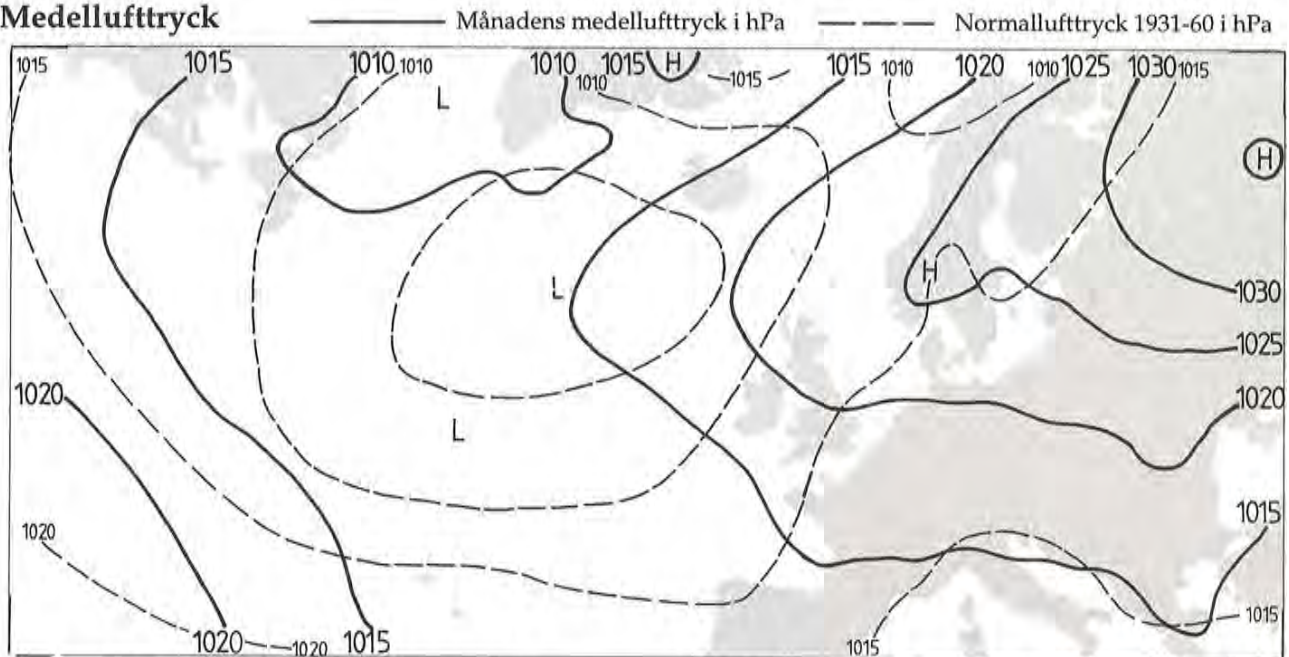 Medellufttryck Månadens medellufttryck i hPa Normallufttryck 1931-60 i hPa
1015 1015 1010 1010 L 1010 1010 1015 H 1015 1015 1010 1020 1010 1025 1030 1015
H
H
L
1030
1025
1020 1020
L
1015
1020
1015
1020 1020 1015 1015